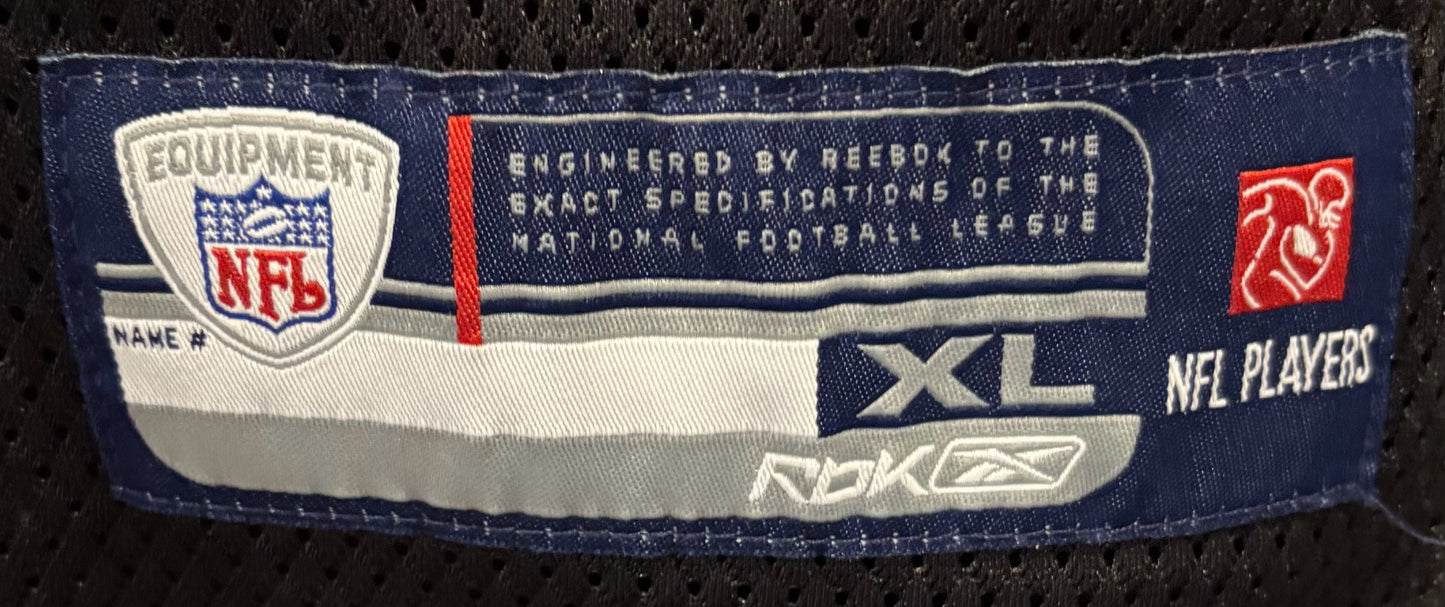 EQUIPMENT
NFL
ENGINEERED BY REEBOK TO THE
EXACT SPECIFICATIONS OF THE
NATIONAL FOOTBALL LEAGUE
NAME #
XL
RBK
NFL PLAYERS